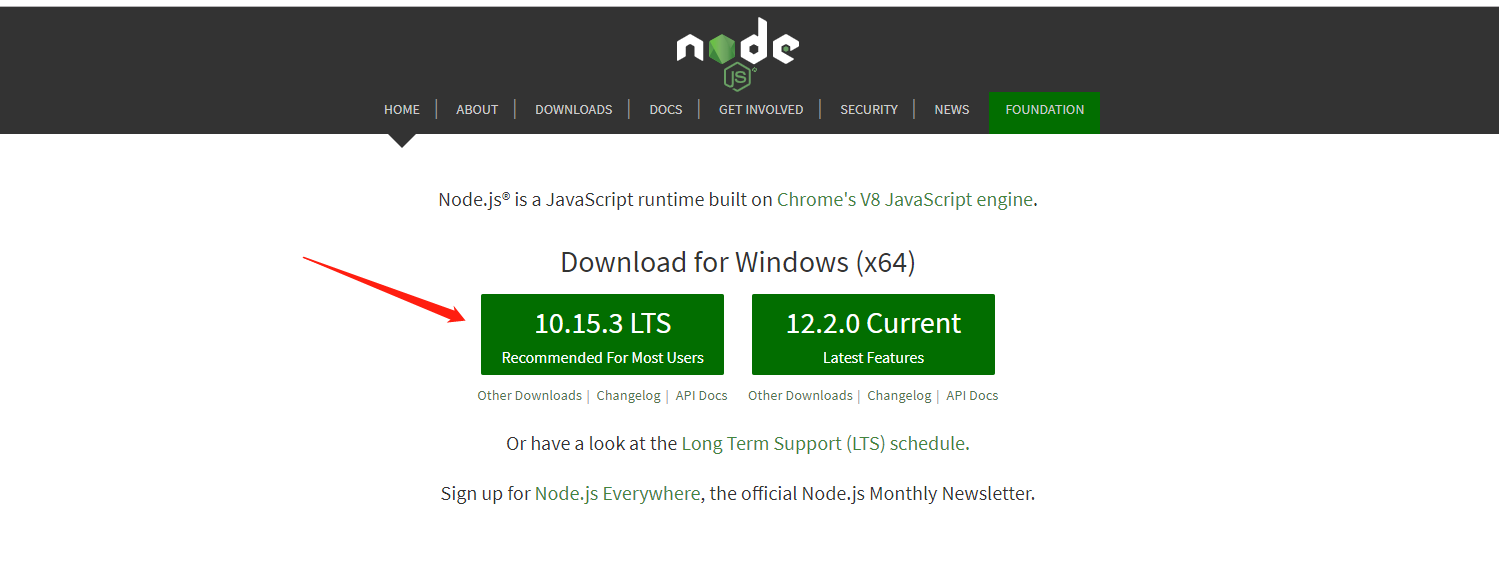 node
JS
HOME | ABOUT | DOWNLOADS | DOCS | GET INVOLVED | SECURITY | NEWS FOUNDATION
Node.js® is a JavaScript runtime built on Chrome's V8 JavaScript engine.
Download for Windows (x64)
10.15.3 LTS
Recommended For Most Users
12.2.0 Current
Latest Features
Other Downloads | Changelog | API Docs
Other Downloads | Changelog | API Docs
Or have a look at the Long Term Support (LTS) schedule.
Sign up for Node.js Everywhere, the official Node.js Monthly Newsletter.